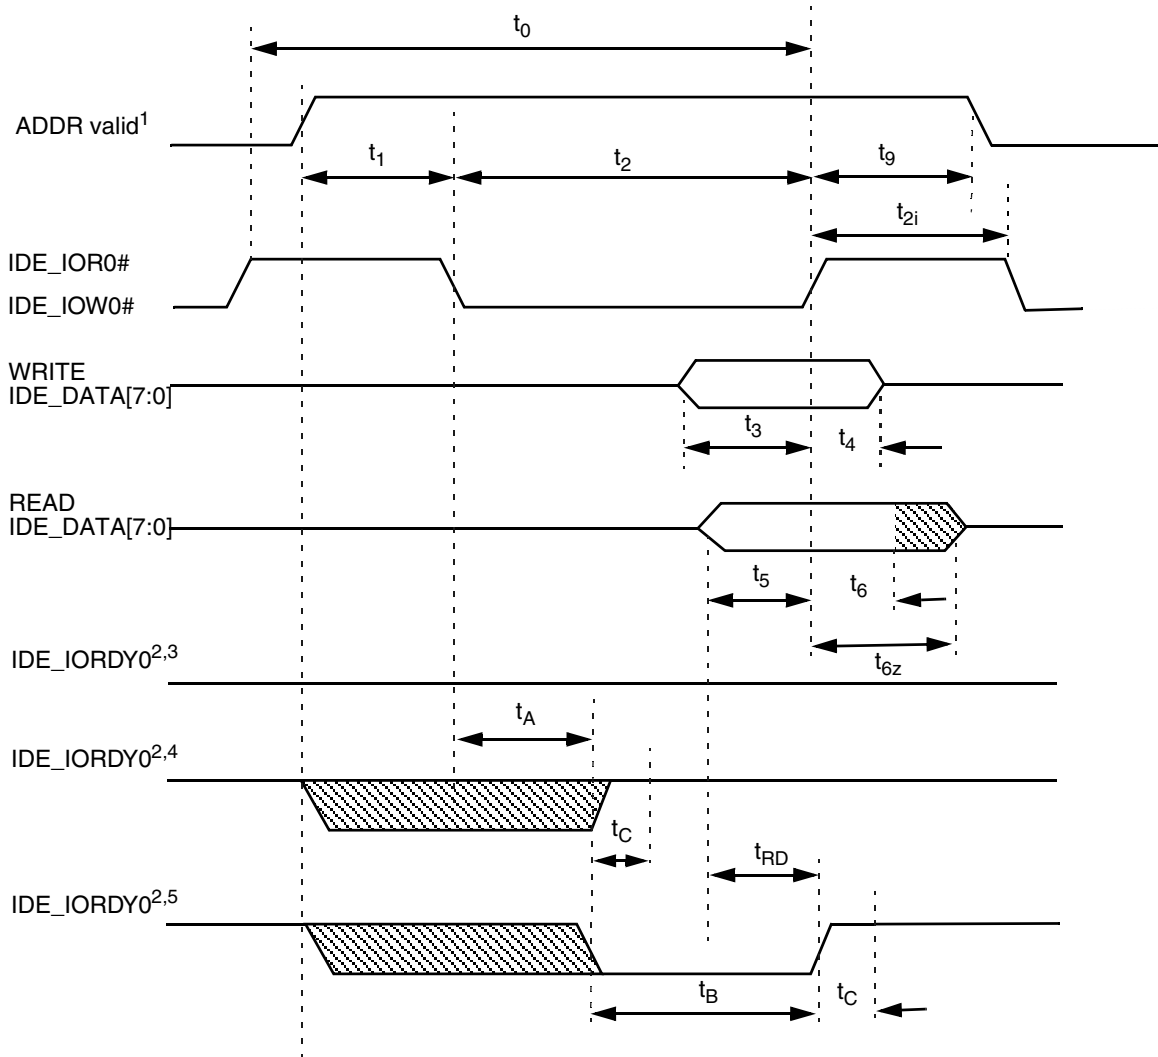 t0
ADDR valid1
t1
t2
t9
t2i
IDE_IOR0#
IDE_IOW0#
WRITE
IDE_DATA[7:0]
t3
t4
READ
IDE_DATA[7:0]
t5
t6
IDE_IORDY02,3
t6z
tA
IDE_IORDY02,4
tC
tRD
IDE_IORDY02,5
tB
tC